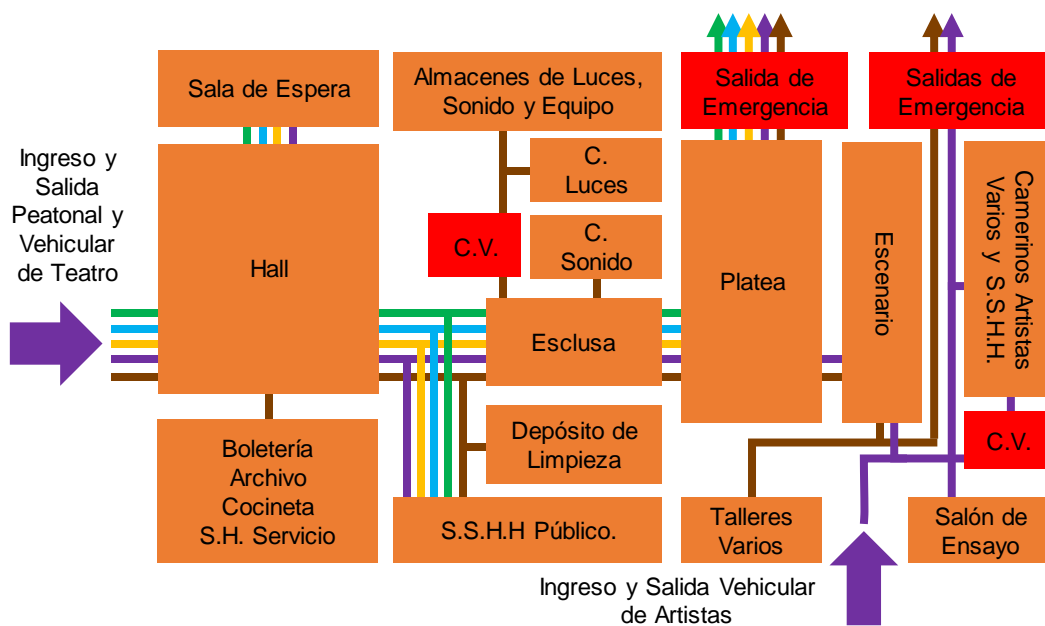 Sala de Espera
Almacenes de Luces,
Sonido y Equipo
Salida de
Emergencia
Salidas de
Emergencia
Ingreso y
Salida
Peatonal y
Vehicular
de Teatro
Hall
C.
Luces
C.V.
C.
Sonido
Esclusa
Platea
Escenario
Camerinos Artistas
Varios y S.S.H.H.
Boletería
Archivo
Cocineta
S.H. Servicio
Depósito de
Limpieza
C.V.
S.S.H.H Público.
Talleres
Varios
Salón de
Ensayo
Ingreso y Salida Vehicular
de Artistas